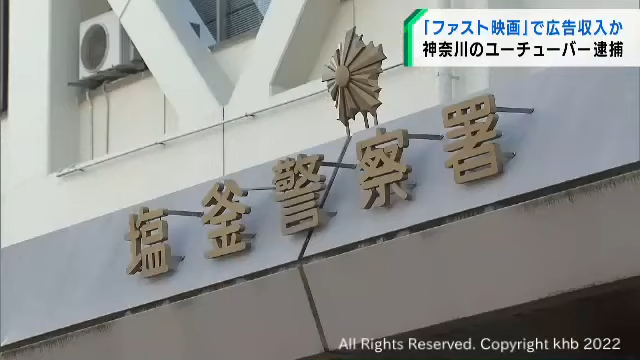 「ファスト映画」で広告収入か
神奈川のユーチューバー逮捕
塩釜警察署
All Rights Reserved. Copyright khb 2022